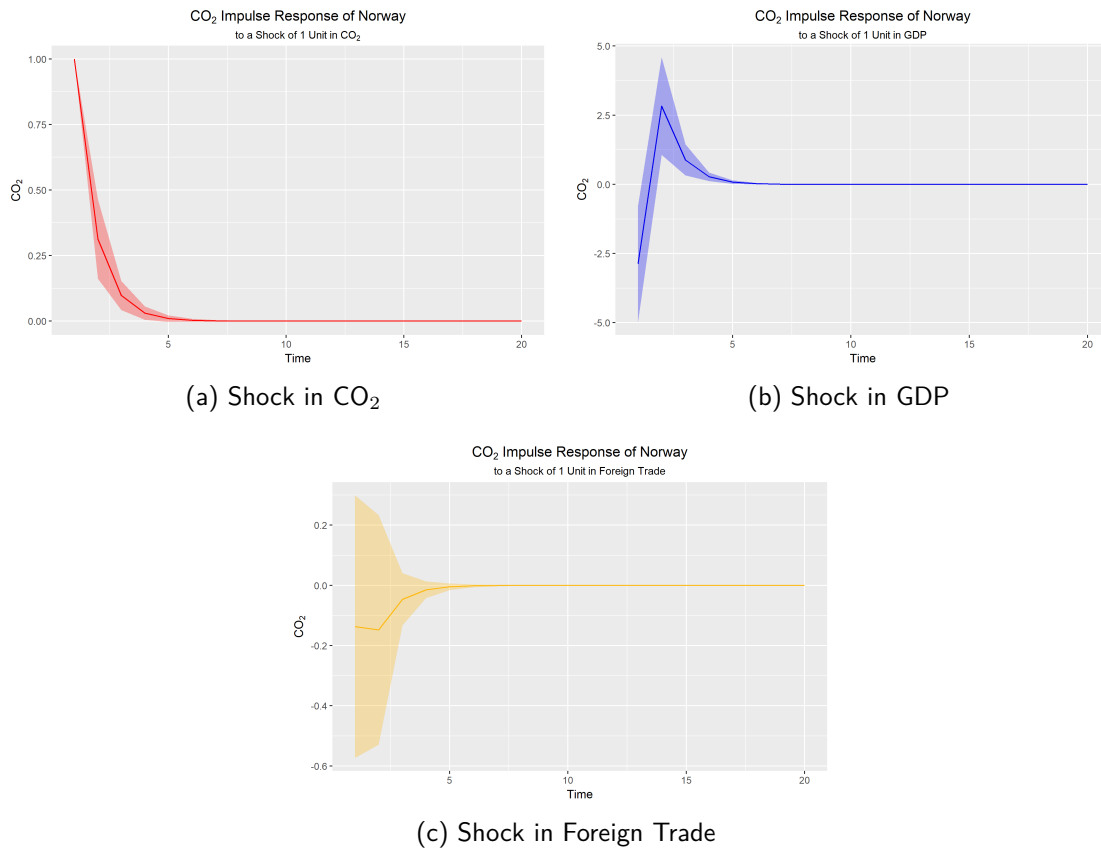 CO₂ Impulse Response of Norway
to a Shock of 1 Unit in CO₂
1.00
0.75
0.50
0.25
0.00
CO₂
5
10
15
20
Time
(a) Shock in CO₂
CO₂ Impulse Response of Norway
to a Shock of 1 Unit in GDP
5.0
2.5
0.0
-2.5
-5.0
CO₂
5
10
15
20
Time
(b) Shock in GDP
CO₂ Impulse Response of Norway
to a Shock of 1 Unit in Foreign Trade
0.2
0.0
-0.2
-0.4
-0.6
CO₂
5
10
15
20
Time
(c) Shock in Foreign Trade